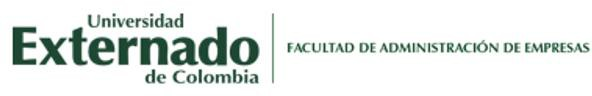 Universidad
Externado
de Colombia
FACULTAD DE ADMINISTRACIÓN DE EMPRESAS